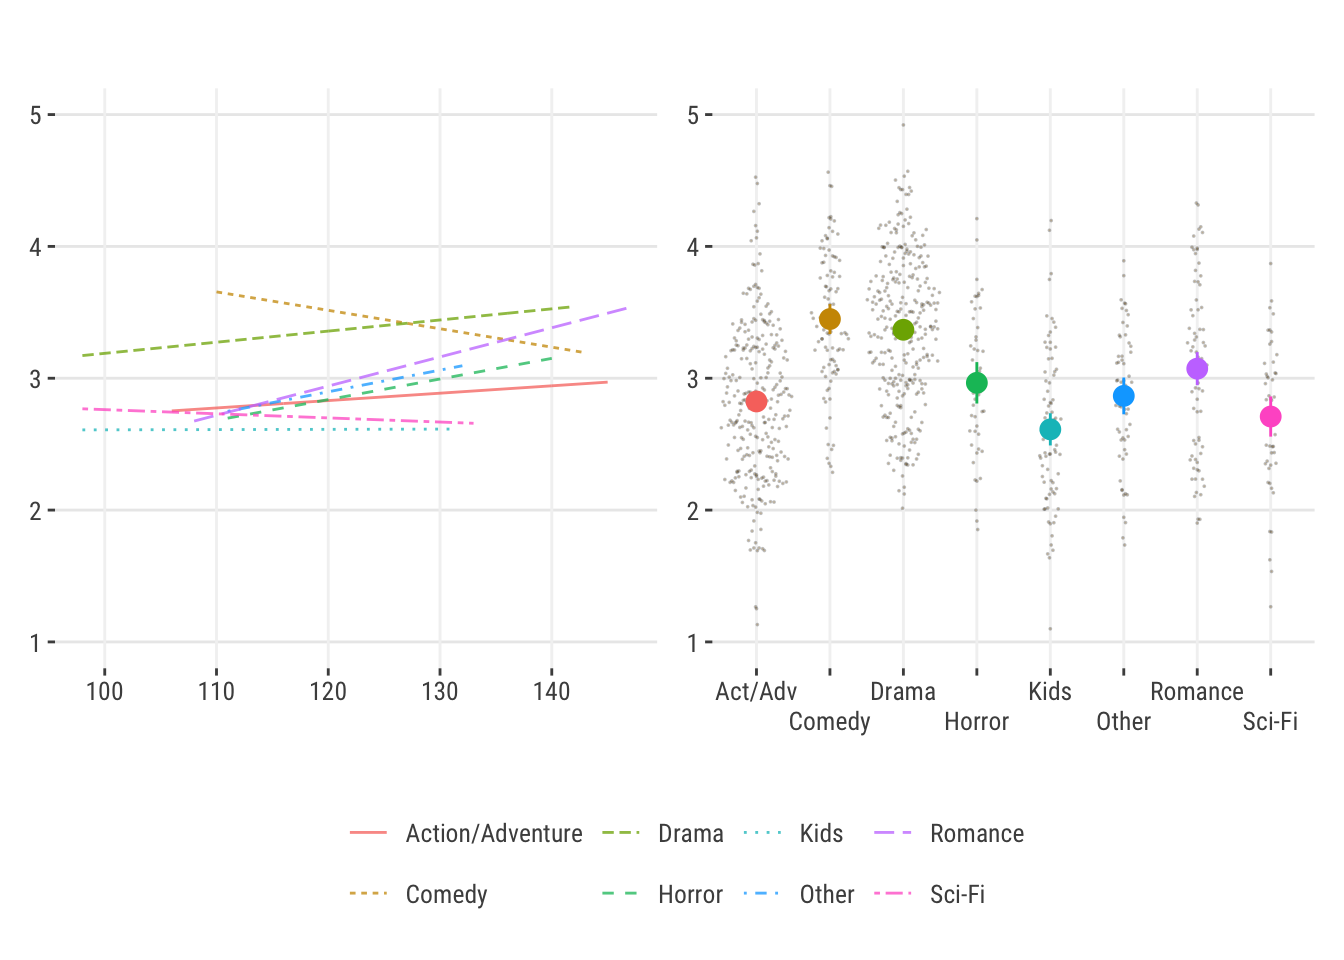 5
4
3
2
1
100 110 120 130 140
5
4
3
2
1
Act/Adv Drama Kids Romance
Comedy Horror Other Sci-Fi
Action/Adventure Drama Kids Romance
Comedy Horror Other Sci-Fi